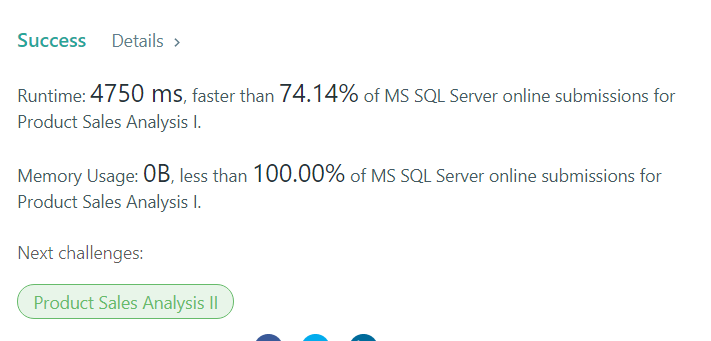 Success Details >
Runtime: 4750 ms, faster than 74.14% of MS SQL Server online submissions for
Product Sales Analysis I.
Memory Usage: 0B, less than 100.00% of MS SQL Server online submissions for
Product Sales Analysis I.
Next challenges:
Product Sales Analysis II